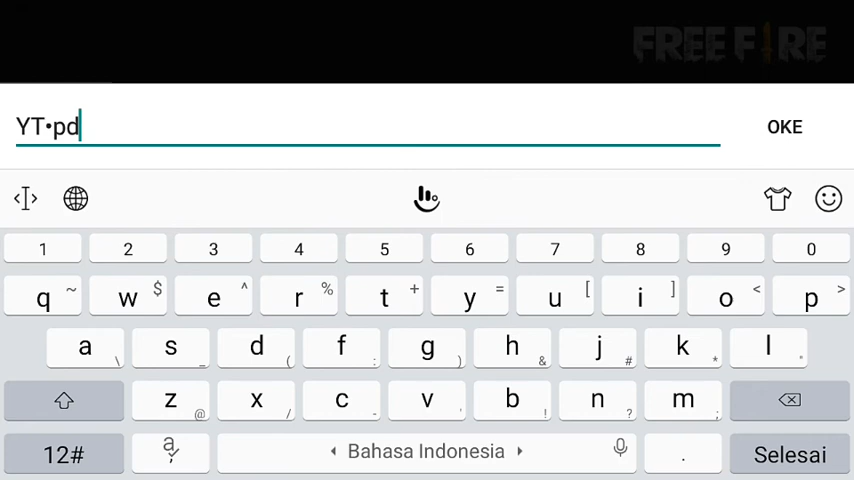 FREE FIRE
YT•pd
OKE
1 2 3 4 5 6 7 8 9 0
q ~ w $ e ^ r % t + y = u [ i ] o < p >
a \ s _ d ( f : g ) h & j # k * l "
z @ x / c - v ' b ! n ? m ;
12# a , Bahasa Indonesia . Selesai